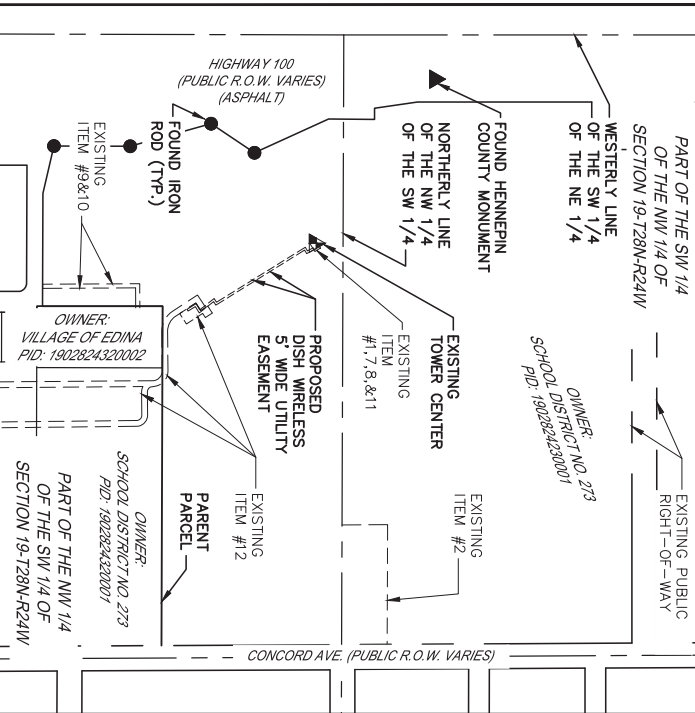 HIGHWAY 100
(PUBLIC R.O.W. VARIES)
(ASPHALT)
PART OF THE SW 1/4
OF THE NW 1/4 OF
SECTION 19-T28N-R24W
WESTERLY LINE
OF THE SW 1/4
OF THE NE 1/4
FOUND HENNEPIN
COUNTY MONUMENT
NORTHERLY LINE
OF THE NW 1/4
OF THE SW 1/4
FOUND IRON
ROD (TYP.)
EXISTING
ITEM #9&10
OWNER:
VILLAGE OF EDINA
PID: 1902824320002
EXISTING
TOWER CENTER
EXISTING
ITEM
#1,7,8,&11
PROPOSED
DISH WIRELESS
5' WIDE UTILITY
EASEMENT
OWNER:
SCHOOL DISTRICT NO. 273
PID: 1902824230001
EXISTING PUBLIC
RIGHT-OF-WAY
EXISTING
ITEM #2
EXISTING
ITEM #12
PARENT
PARCEL
OWNER:
SCHOOL DISTRICT NO. 273
PID: 1902824320001
PART OF THE NW 1/4
OF THE SW 1/4 OF
SECTION 19-T28N-R24W
CONCORD AVE. (PUBLIC R.O.W. VARIES)